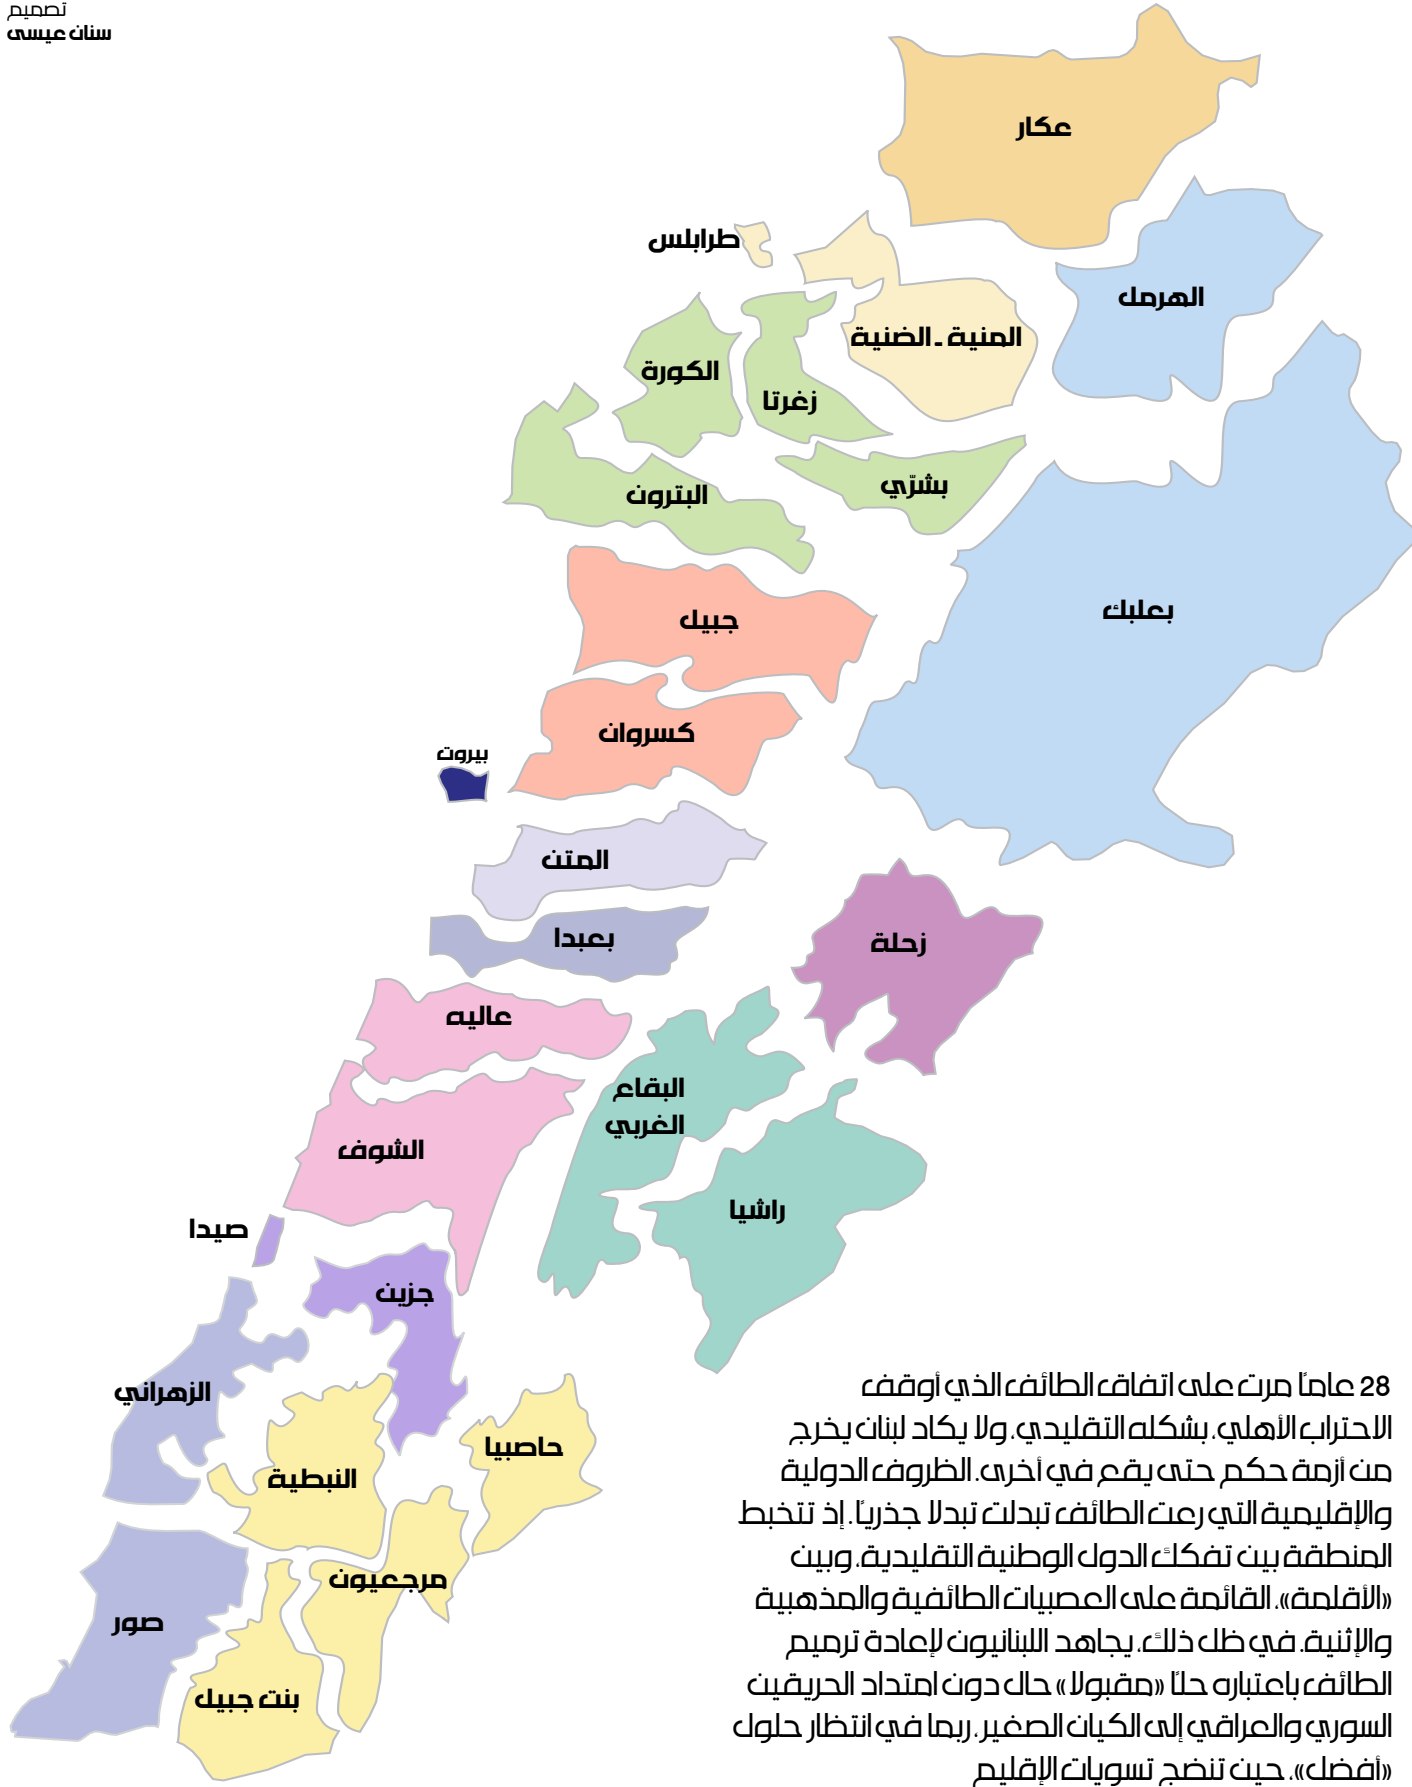 تصميم
سنان عيسى
عكار
طرابلس
الهرمل
المنية ـ الضنية
الكورة
زغرتا
بشرّي
البترون
بعلبك
جبيل
كسروان
بيروت
المتن
بعبدا
زحلة
عاليه
البقاع
الغربي
الشوف
راشيا
صيدا
جزين
الزهراني
حاصبيا
النبطية
مرجعيون
صور
بنت جبيل
28 عامًا مرت على اتفاق الطائف الذي أوقف
الاحتراب الأهلي، بشكله التقليدي، ولا يكاد لبنان يخرج
من أزمة حكم حتى يقع في أخرى. الظروف الدولية
والإقليمية التي رعت الطائف تبدلت تبدلا جذريًا. إذ تتخبط
المنطقة بين تفكك الدول الوطنية التقليدية، وبين
«الأقلمة»، القائمة على العصبيات الطائفية والمذهبية
والإثنية. في ظل ذلك، يجاهد اللبنانيون لإعادة ترميم
الطائف باعتباره حلًا «مقبولا» حال دون امتداد الحريقين
السوري والعراقي إلى الكيان الصغير، ربما في انتظار حلول
«أفضل»، حين تنضج تسويات الإقليم